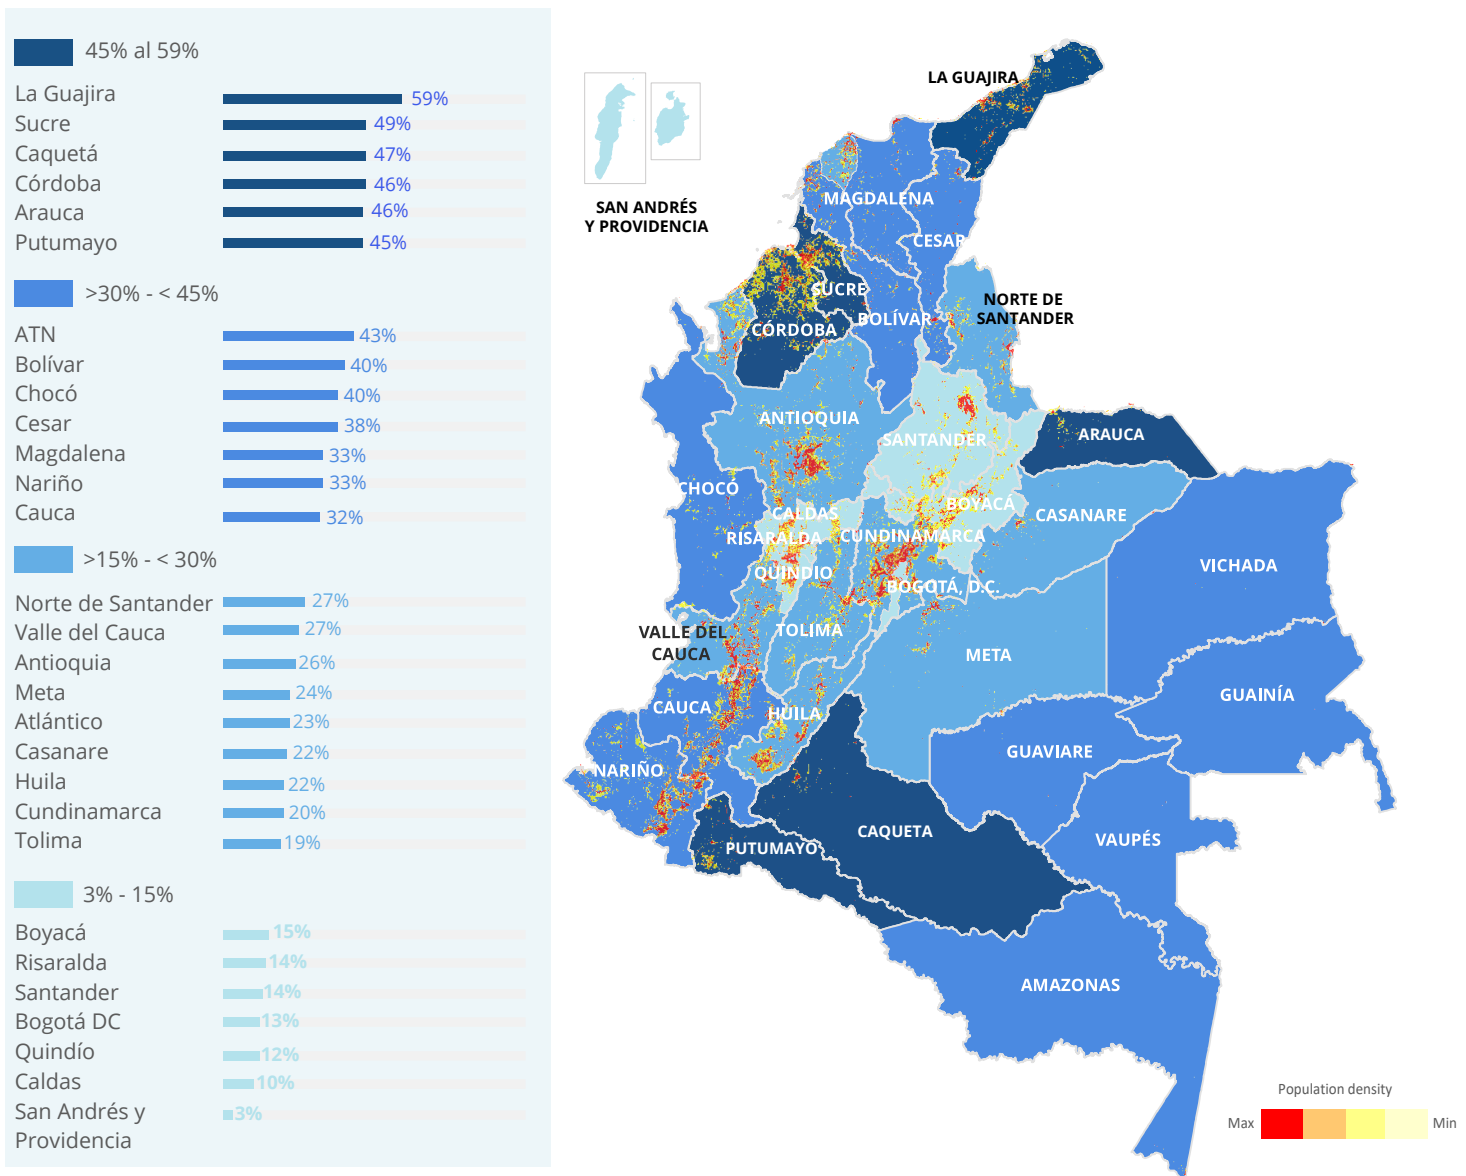 45% al 59%
La Guajira 59%
Sucre 49%
Caquetá 47%
Córdoba 46%
Arauca 46%
Putumayo 45%
>30% - < 45%
ATN 43%
Bolívar 40%
Chocó 40%
Cesar 38%
Magdalena 33%
Nariño 33%
Cauca 32%
>15% - < 30%
Norte de Santander 27%
Valle del Cauca 27%
Antioquia 26%
Meta 24%
Atlántico 23%
Casanare 22%
Huila 22%
Cundinamarca 20%
Tolima 19%
3% - 15%
Boyacá 15%
Risaralda 14%
Santander 14%
Bogotá DC 13%
Quindío 12%
Caldas 10%
San Andrés y 3%
Providencia
LA GUAJIRA
SAN ANDRÉS
Y PROVIDENCIA
MAGDALENA
CESAR
SUCRE
NORTE DE
SANTANDER
BOLÍVAR
CÓRDOBA
ANTIOQUIA
SANTANDER
ARAUCA
CHOCÓ
BOYACÁ
CALDAS
CASANARE
RISARALDA
CUNDINAMARCA
VICHADA
QUINDIO
BOGOTÁ, D.C.
VALLE DEL
CAUCA
TOLIMA
META
GUAINÍA
CAUCA
HUILA
GUAVIARE
NARIÑO
CAQUETA
VAUPÉS
PUTUMAYO
AMAZONAS
Population density
Max Min